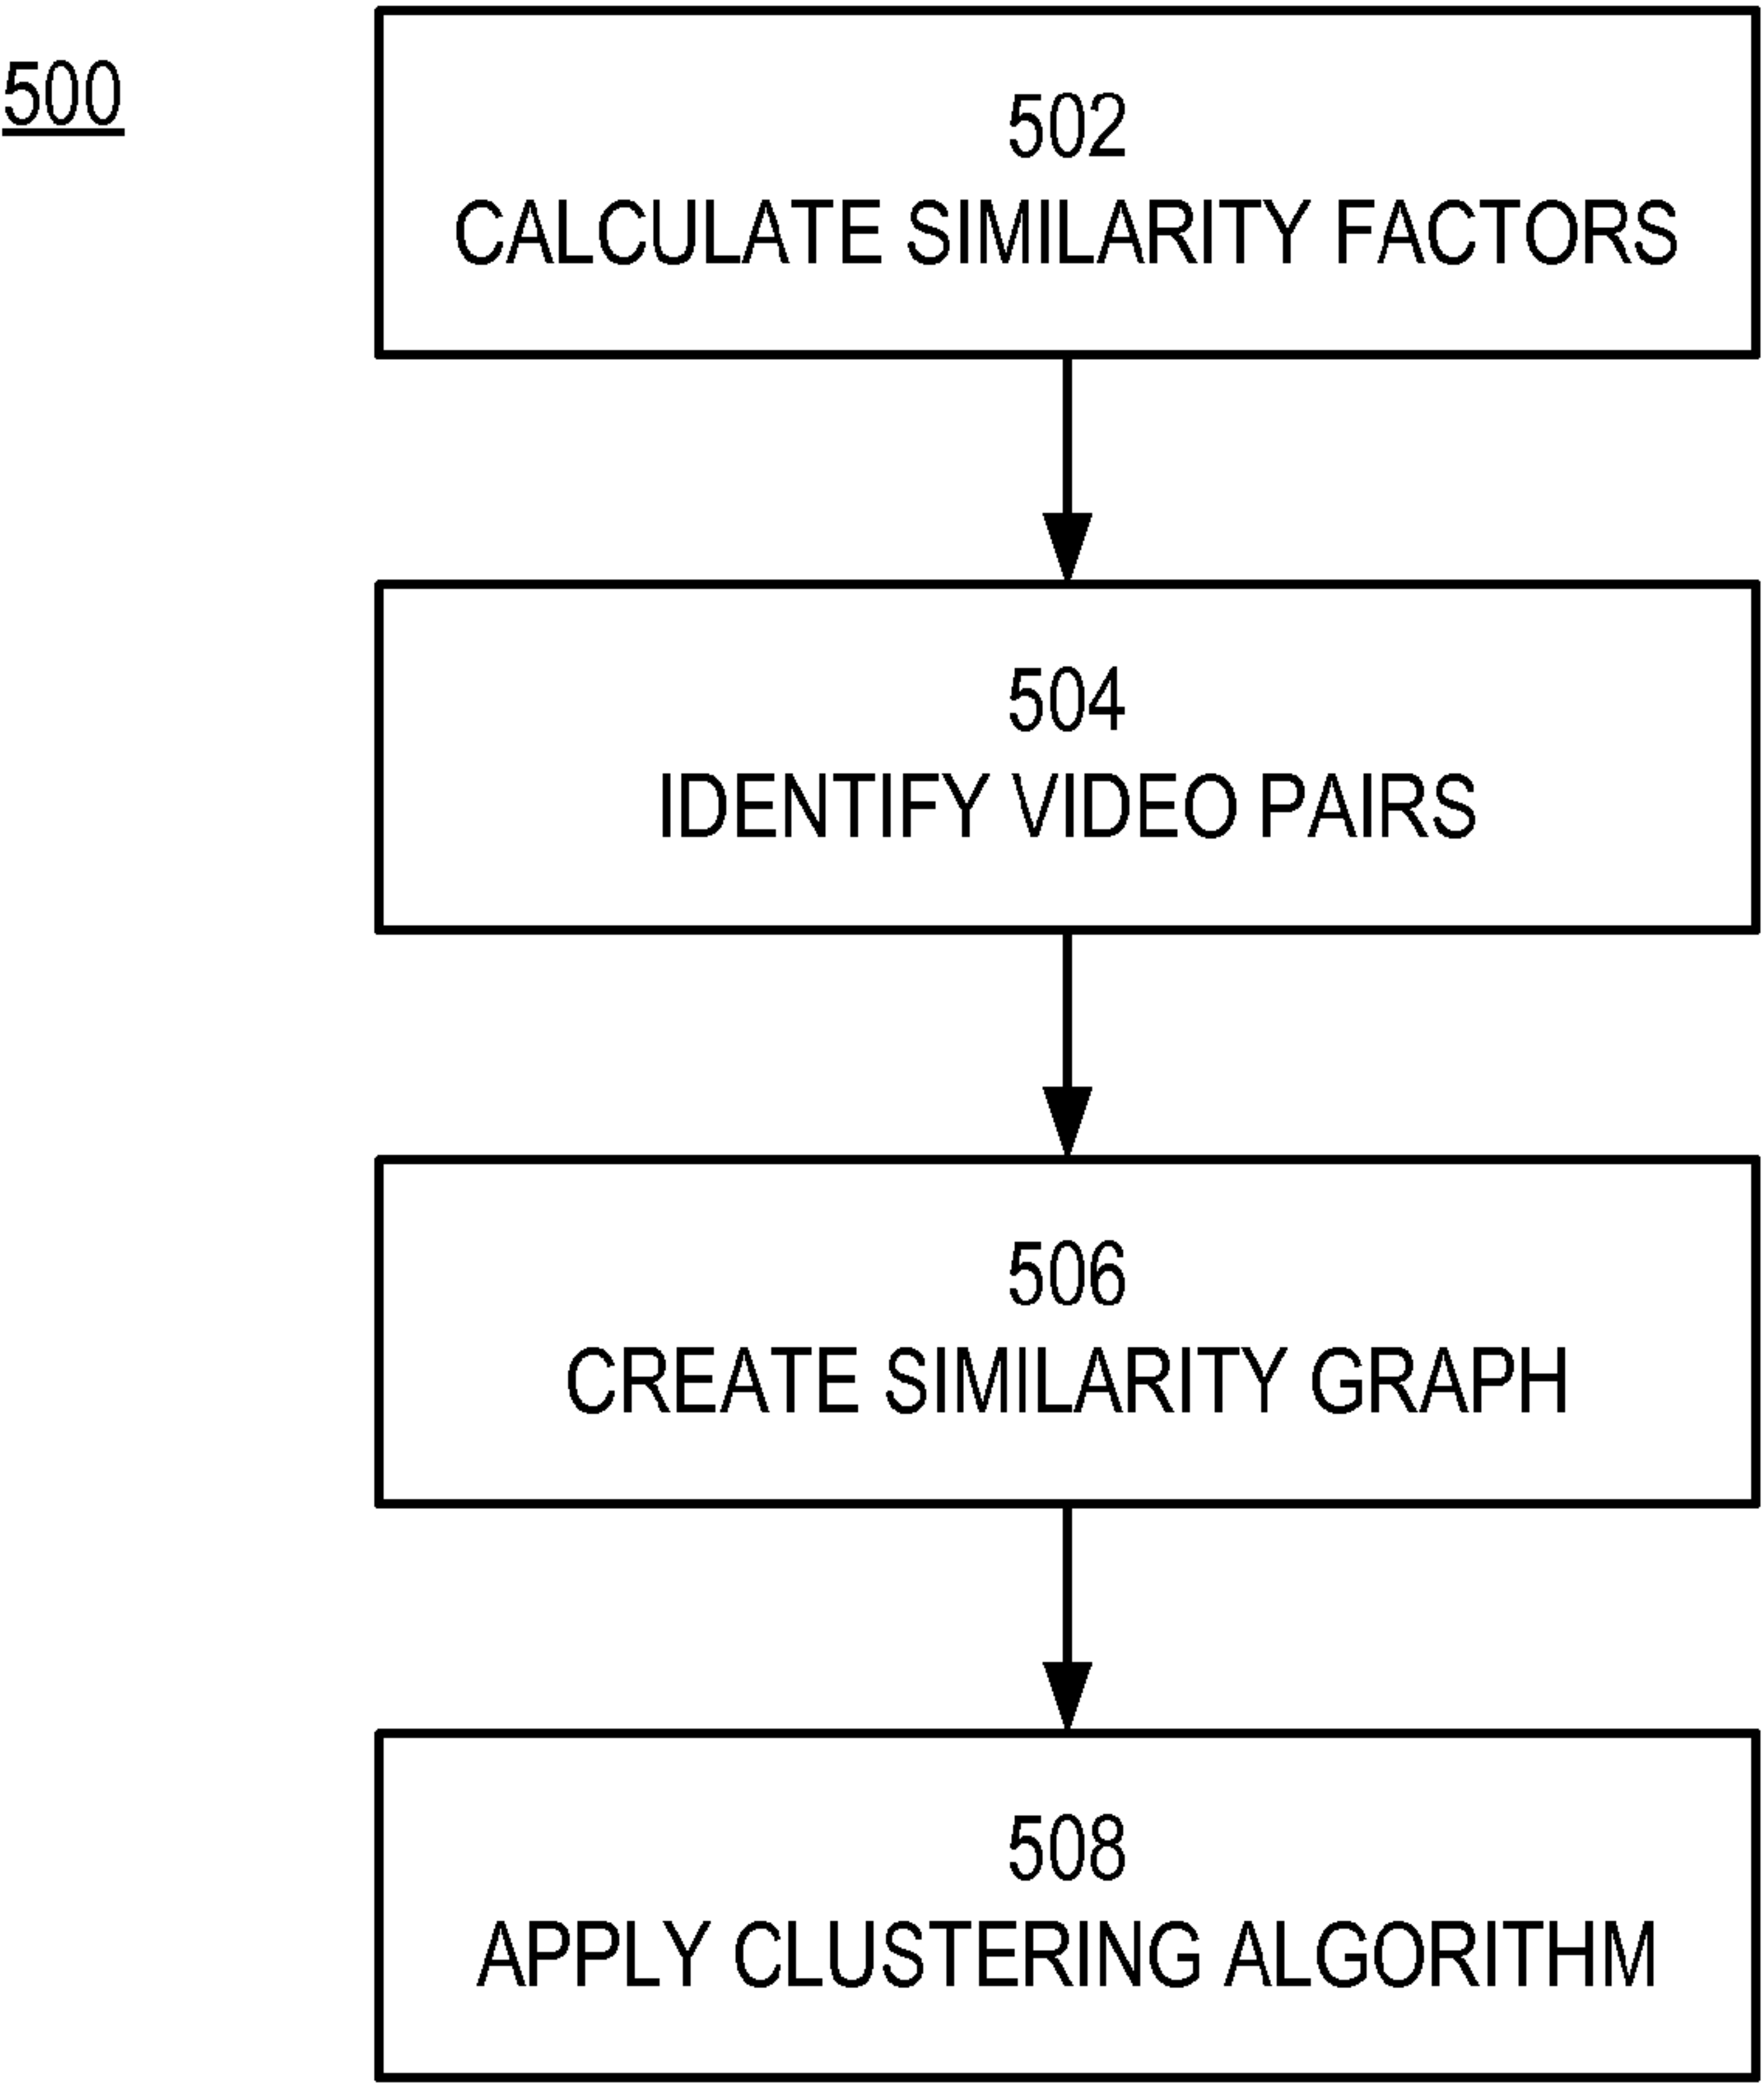 500
502
CALCULATE SIMILARITY FACTORS
504
IDENTIFY VIDEO PAIRS
506
CREATE SIMILARITY GRAPH
508
APPLY CLUSTERING ALGORITHM